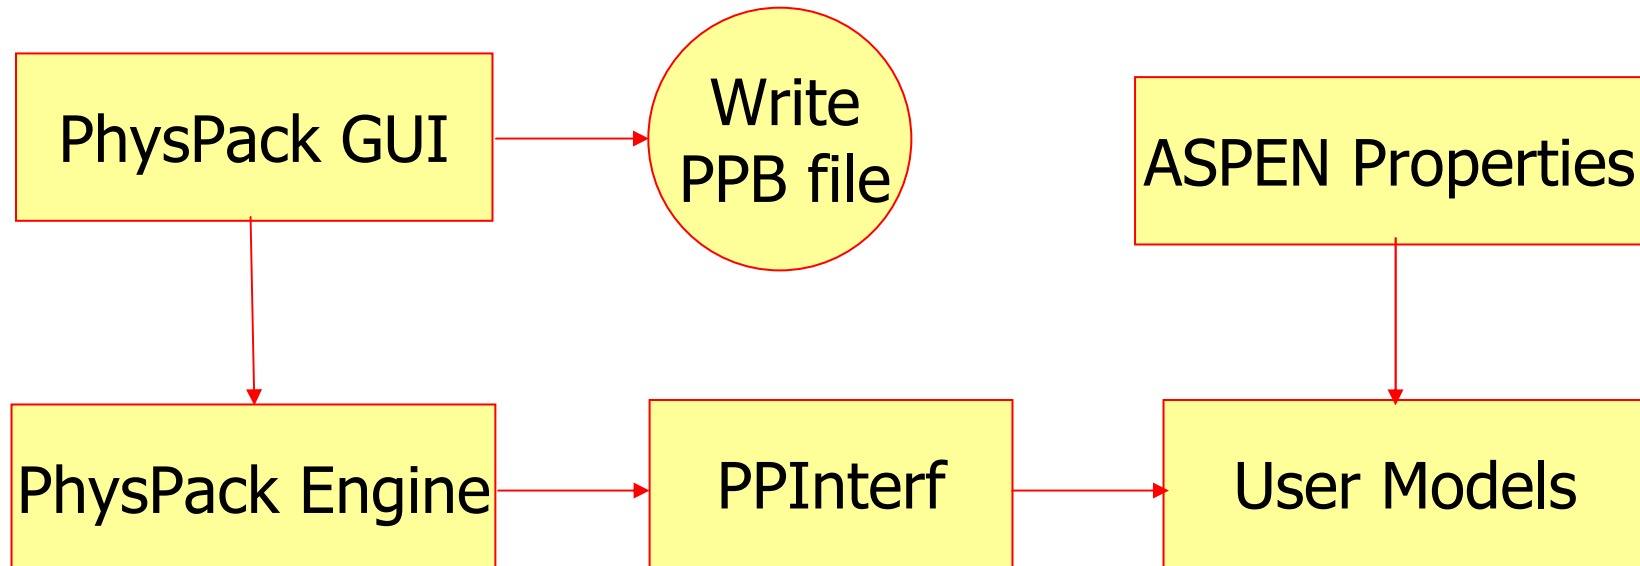 PhysPack GUI
Write
PPB file
ASPEN Properties
PhysPack Engine
PPInterf
User Models